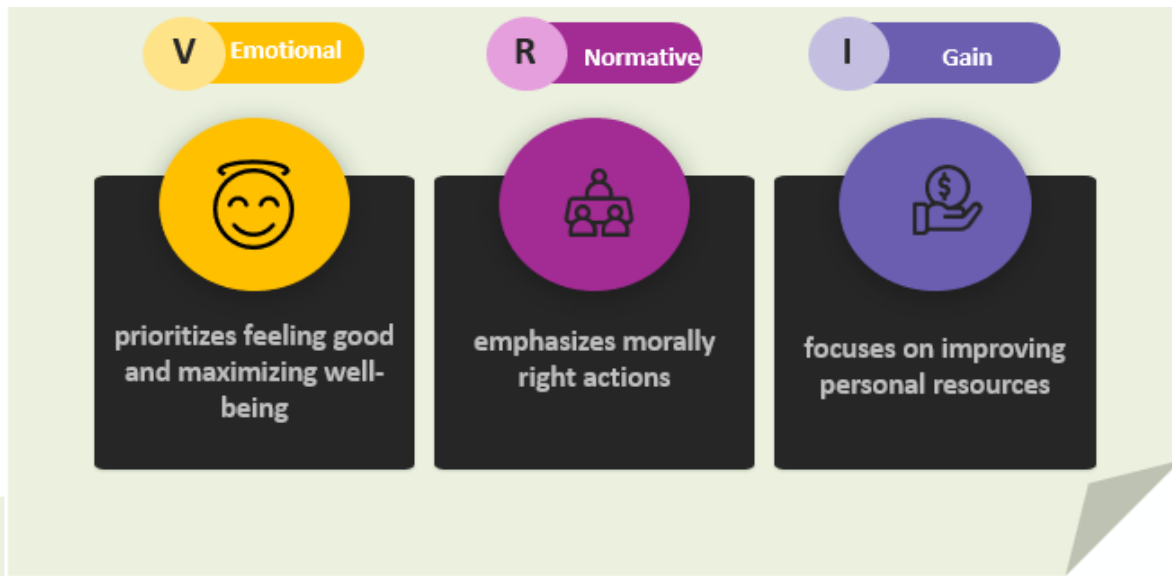 V Emotional
R Normative
I Gain
$
prioritizes feeling good
and maximizing well-
being
emphasizes morally
right actions
$
focuses on improving
personal resources